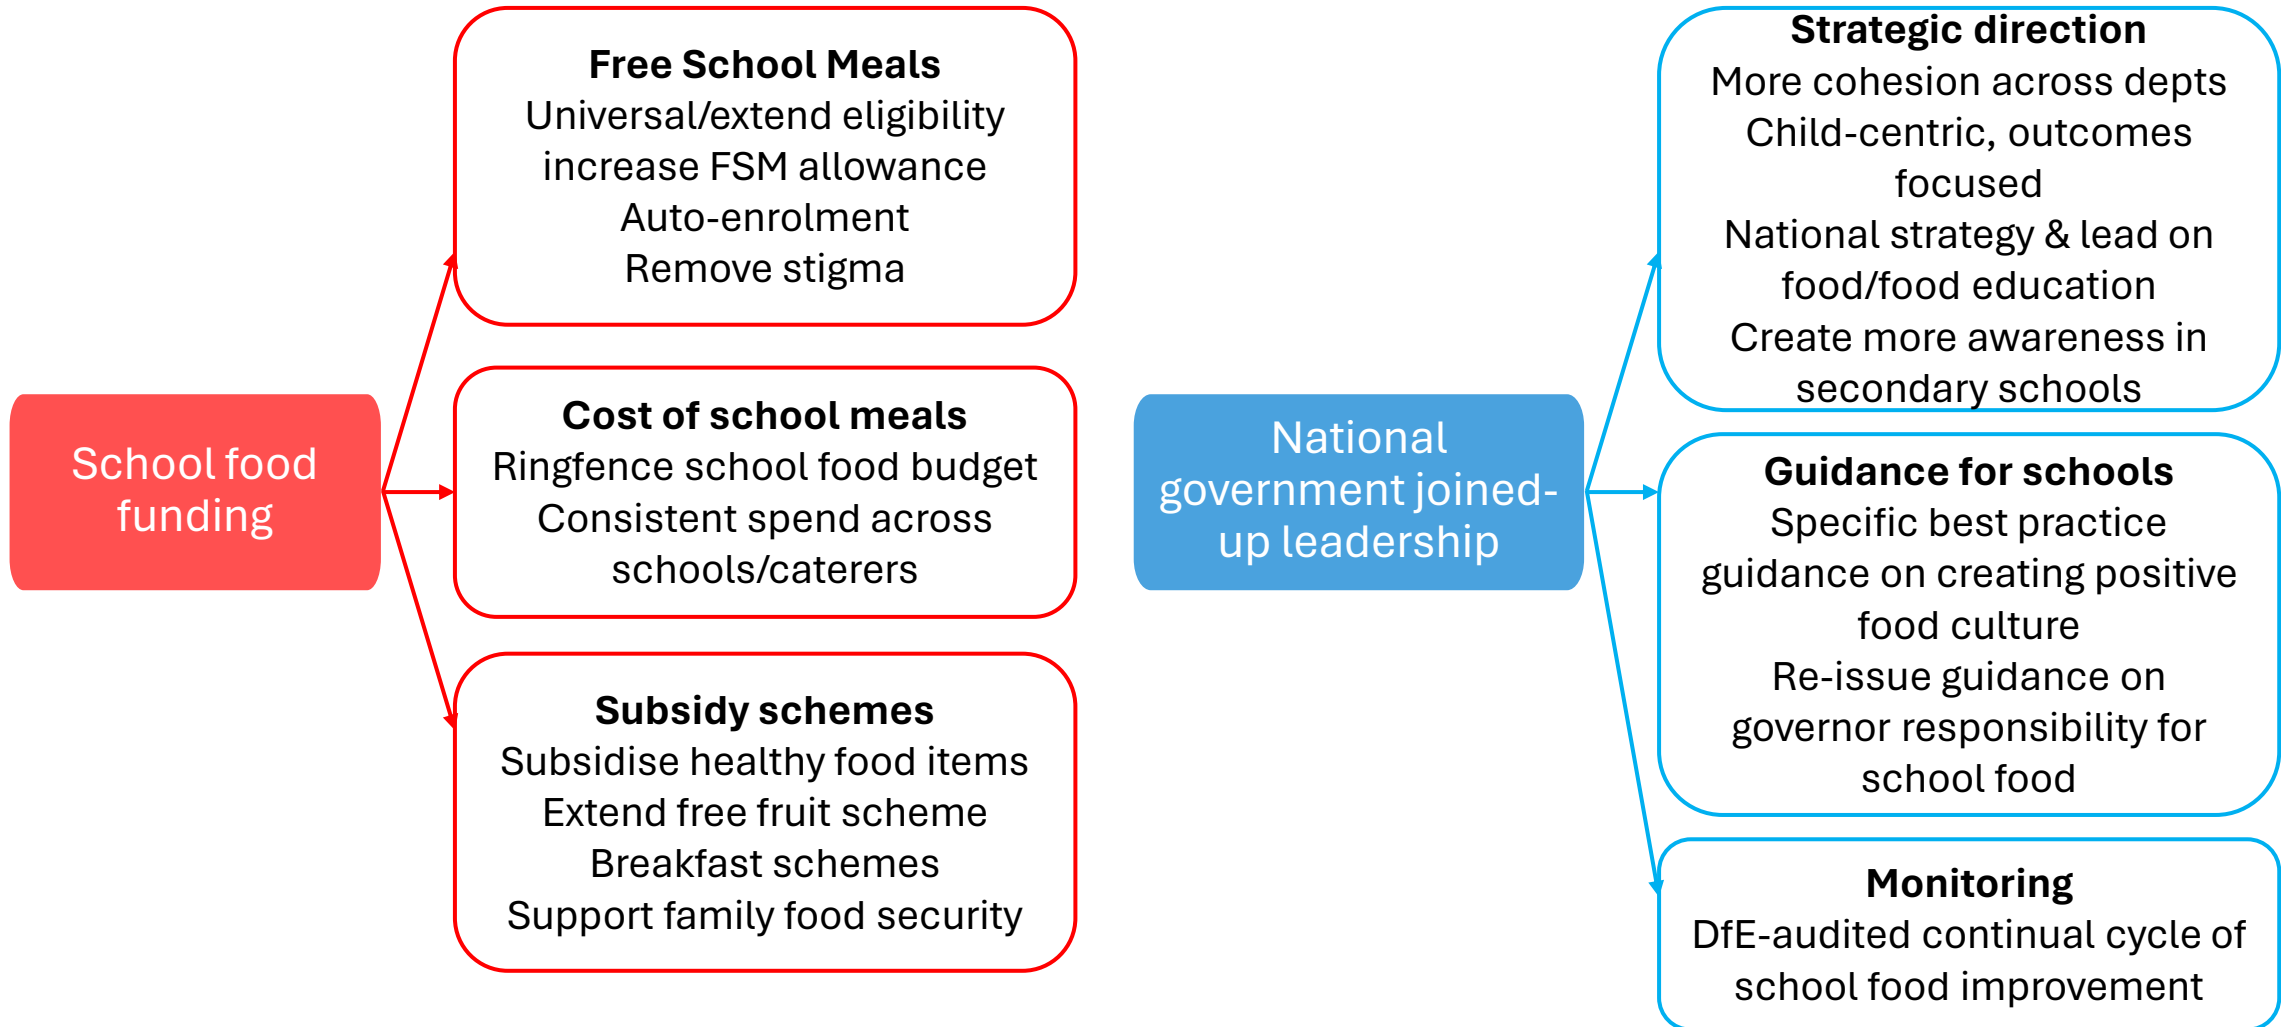 School food
funding
Free School Meals
Universal/extend eligibility
increase FSM allowance
Auto-enrolment
Remove stigma
Cost of school meals
Ringfence school food budget
Consistent spend across
schools/caterers
Subsidy schemes
Subsidise healthy food items
Extend free fruit scheme
Breakfast schemes
Support family food security
National
government joined-
up leadership
Strategic direction
More cohesion across depts
Child-centric, outcomes
focused
National strategy & lead on
food/food education
Create more awareness in
secondary schools
Guidance for schools
Specific best practice
guidance on creating positive
food culture
Re-issue guidance on
governor responsibility for
school food
Monitoring
DfE-audited continual cycle of
school food improvement